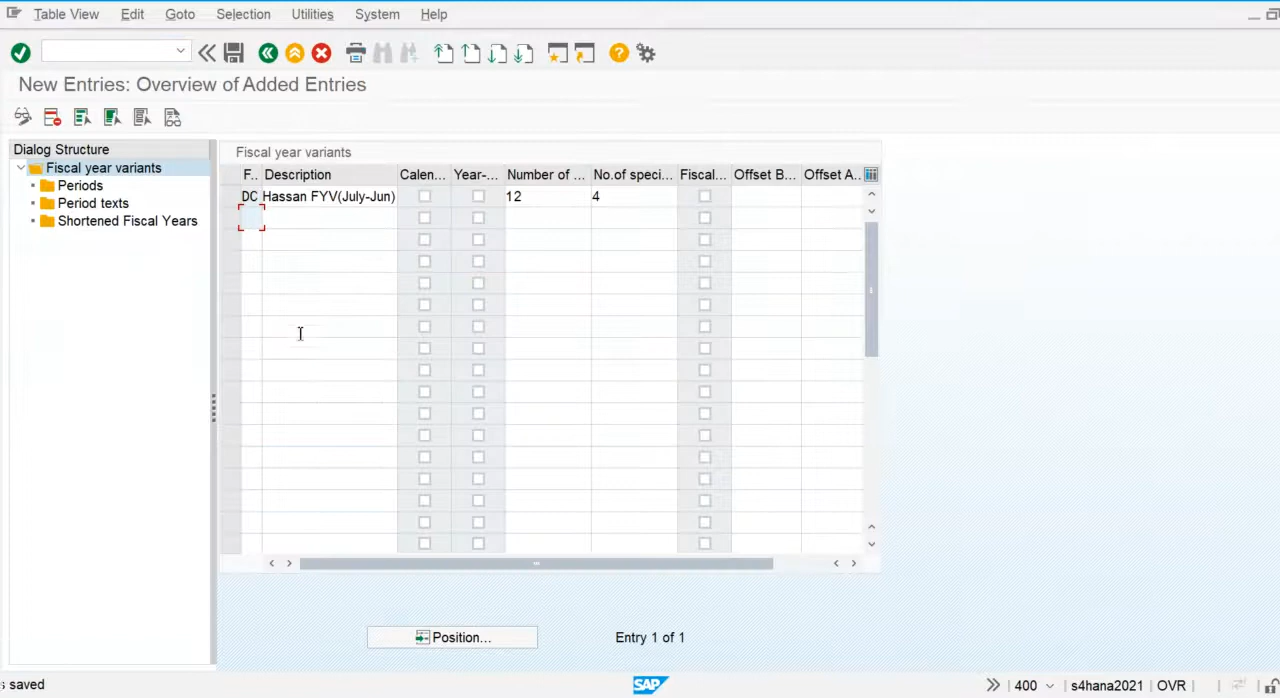 Table View Edit Goto Selection Utilities System Help
New Entries: Overview of Added Entries
Dialog Structure
Fiscal year variants
Periods
Period texts
Shortened Fiscal Years
Fiscal year variants
F.. Description Calen... Year-... Number of ... No.of speci... Fiscal... Offset B... Offset A..
DC Hassan FYV(July-Jun) 12 4
Position...
Entry 1 of 1
saved
SAP
400
s4hana2021
OVR